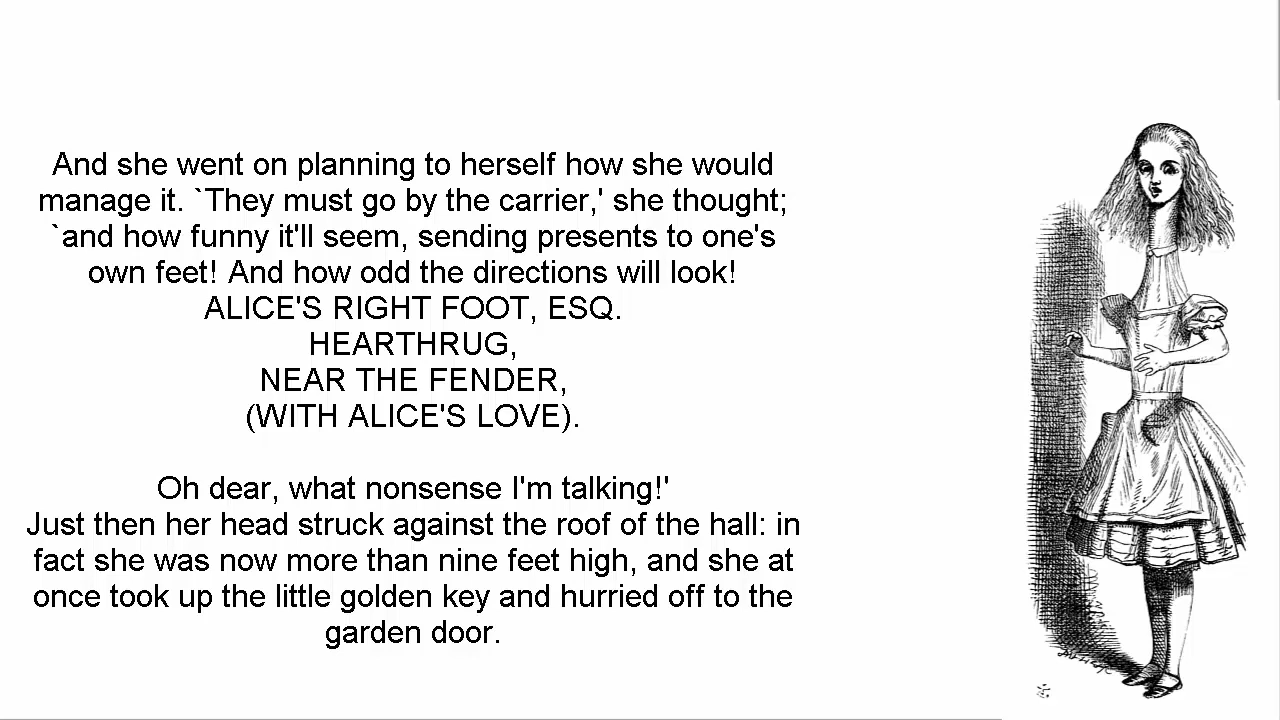 And she went on planning to herself how she would
manage it. `They must go by the carrier,' she thought;
`and how funny it'll seem, sending presents to one's
own feet! And how odd the directions will look!
ALICE'S RIGHT FOOT, ESQ.
HEARTHRUG,
NEAR THE FENDER,
(WITH ALICE'S LOVE).
Oh dear, what nonsense I'm talking!'
Just then her head struck against the roof of the hall: in
fact she was now more than nine feet high, and she at
once took up the little golden key and hurried off to the
garden door.